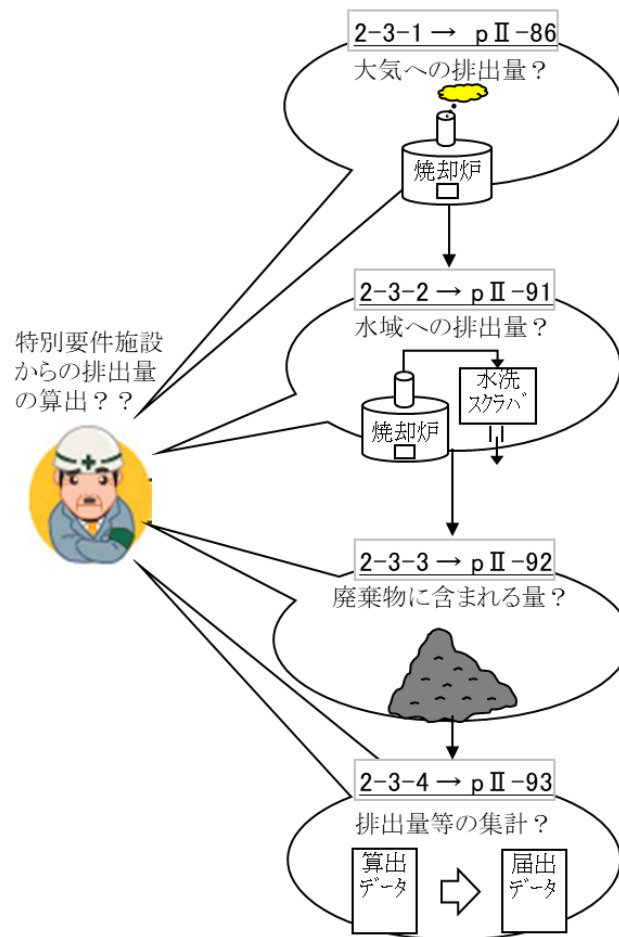 2-3-1 → pⅡ-86
大気への排出量？
焼却炉
2-3-2 → pⅡ-91
水域への排出量？
特別要件施設
からの排出量
の算出？？
水洗
ｽｸﾗﾊﾞ
焼却炉
2-3-3 → pⅡ-92
廃棄物に含まれる量？
2-3-4 → pⅡ-93
排出量等の集計？
算出
ﾃﾞｰﾀ
届出
ﾃﾞｰﾀ